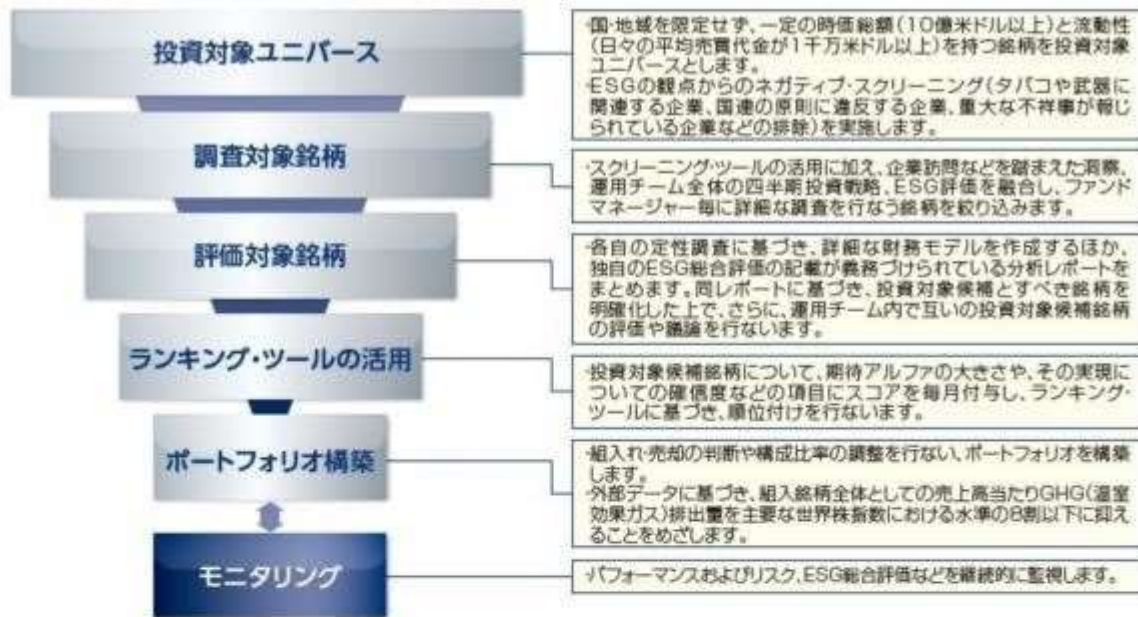 投資対象ユニバース
・国・地域を限定せず、一定の時価総額(10億米ドル以上)と流動性
(日々の平均売買代金が1千万米ドル以上)を持つ銘柄を投資対象
ユニバースとします。
・ESGの観点からのネガティブ・スクリーニング(タバコや武器に
関連する企業、国連の原則に違反する企業、重大な不祥事が報じ
られている企業などの排除)を実施します。
調査対象銘柄
・スクリーニング・ツールの活用に加え、企業訪問などを踏まえた洞察、
運用チーム全体の四半期投資戦略、ESG評価を融合し、ファンド
マネージャー毎に詳細な調査を行なう銘柄を絞り込みます。
評価対象銘柄
・各自の定性調査に基づき、詳細な財務モデルを作成するほか、
独自のESG総合評価の記載が義務づけられている分析レポートを
まとめます。同レポートに基づき、投資対象候補とすべき銘柄を
明確化した上で、さらに、運用チーム内で互いの投資対象候補銘柄
の評価や議論を行ないます。
ランキング・ツールの活用
・投資対象候補銘柄について、期待アルファの大きさや、その実現に
ついての確信度などの項目にスコアを毎月付与し、ランキング・
ツールに基づき、順位付けを行ないます。
ポートフォリオ構築
・組入れ・売却の判断や構成比率の調整を行ない、ポートフォリオを構築
します。
・外部データに基づき、組入銘柄全体としての売上高当たりGHG(温室
効果ガス)排出量を主要な世界株指数における水準の8割以下に抑え
ることをめざします。
モニタリング
・パフォーマンスおよびリスク、ESG総合評価などを継続的に監視します。